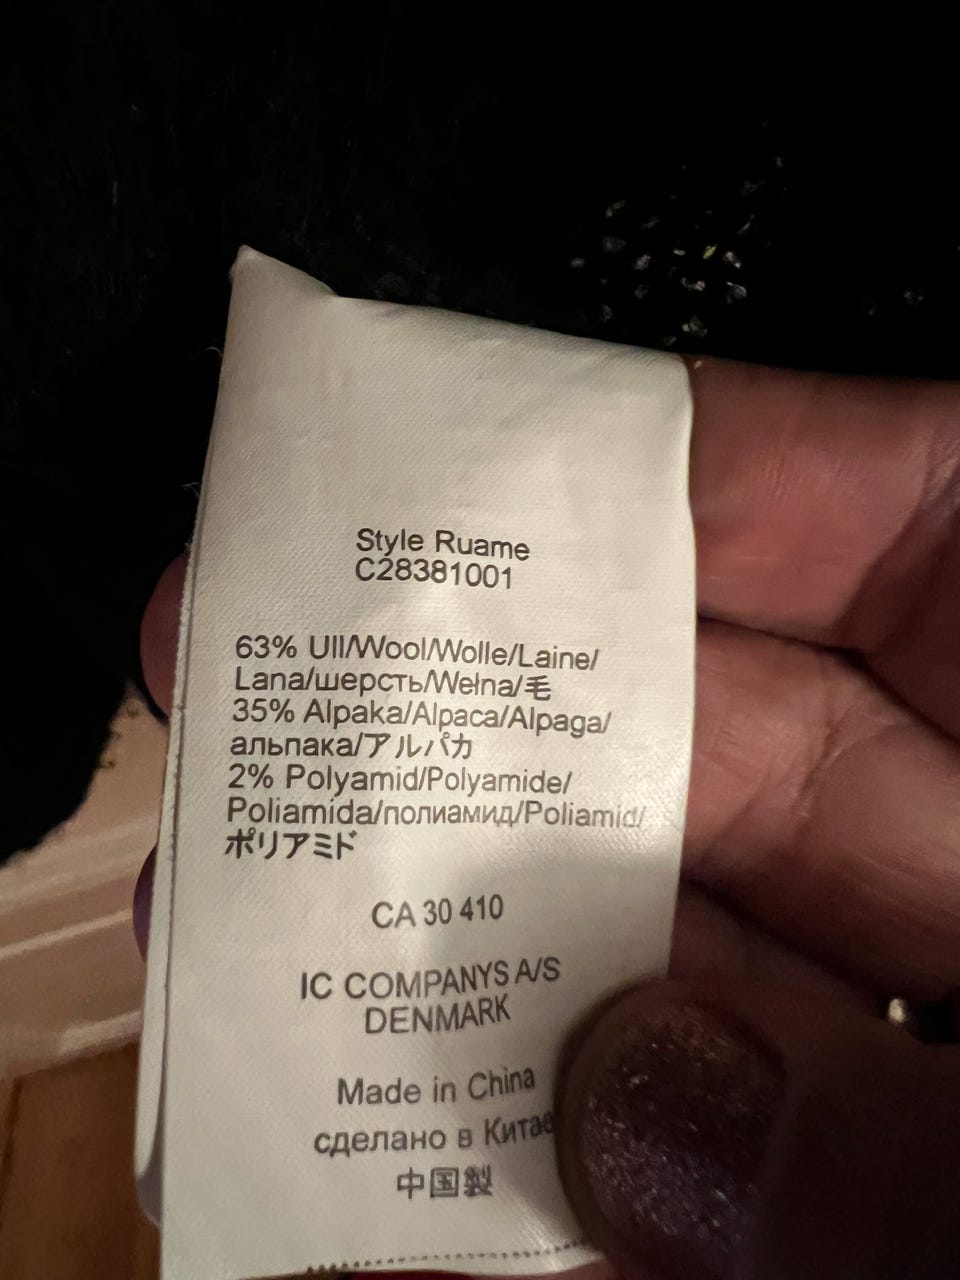 Style Ruame
C28381001
63% Ull/Wool/Wolle/Laine/
Lana/шерсть/Wełna/毛
35% Alpaka/Alpaca/Alpaga/
альпака/アルパカ
2% Polyamid/Polyamide/
Poliamida/полиамид/Poliamid/
ポリアミド
CA 30 410
IC COMPANYS A/S
DENMARK
Made in China
сделано в Китае
中国製